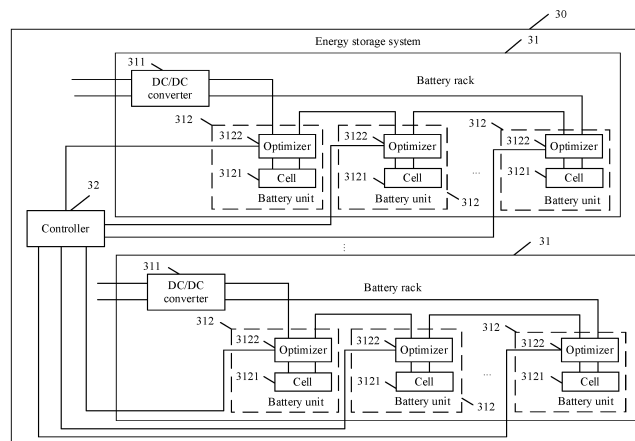 30
Energy storage system
31
311
DC/DC
converter
Battery rack
312
3122
Optimizer
3121
Cell
Battery unit
3122
Optimizer
3121
Cell
Battery unit
312
...
312
3122
Optimizer
3121
Cell
Battery unit
32
Controller
...
31
311
DC/DC
converter
Battery rack
312
3122
Optimizer
3121
Cell
Battery unit
3122
Optimizer
3121
Cell
Battery unit
312
...
312
3122
Optimizer
3121
Cell
Battery unit